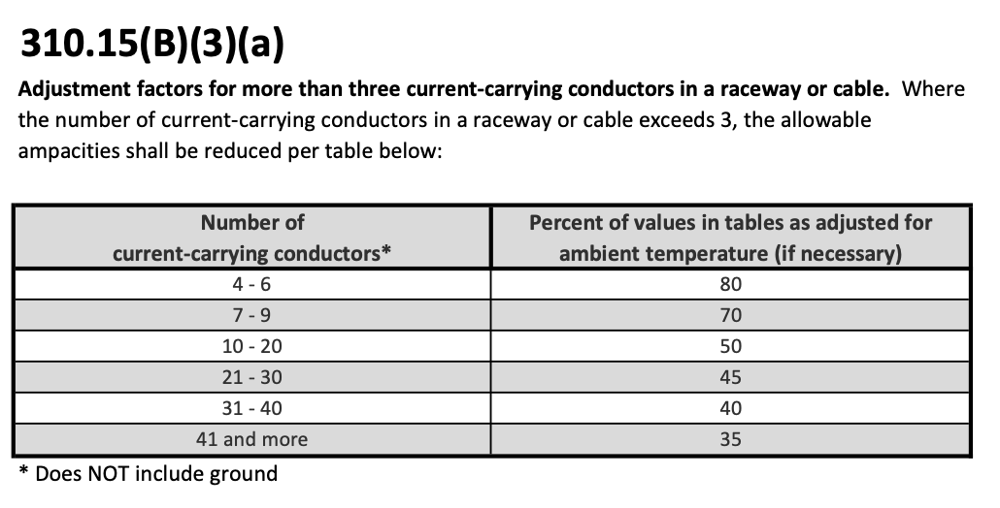 310.15(B)(3)(a)
Adjustment factors for more than three current-carrying conductors in a raceway or cable. Where
the number of current-carrying conductors in a raceway or cable exceeds 3, the allowable
ampacities shall be reduced per table below:
Number of current-carrying conductors* Percent of values in tables as adjusted for ambient temperature (if necessary)
4 - 6 80
7 - 9 70
10 - 20 50
21 - 30 45
31 - 40 40
41 and more 35
* Does NOT include ground